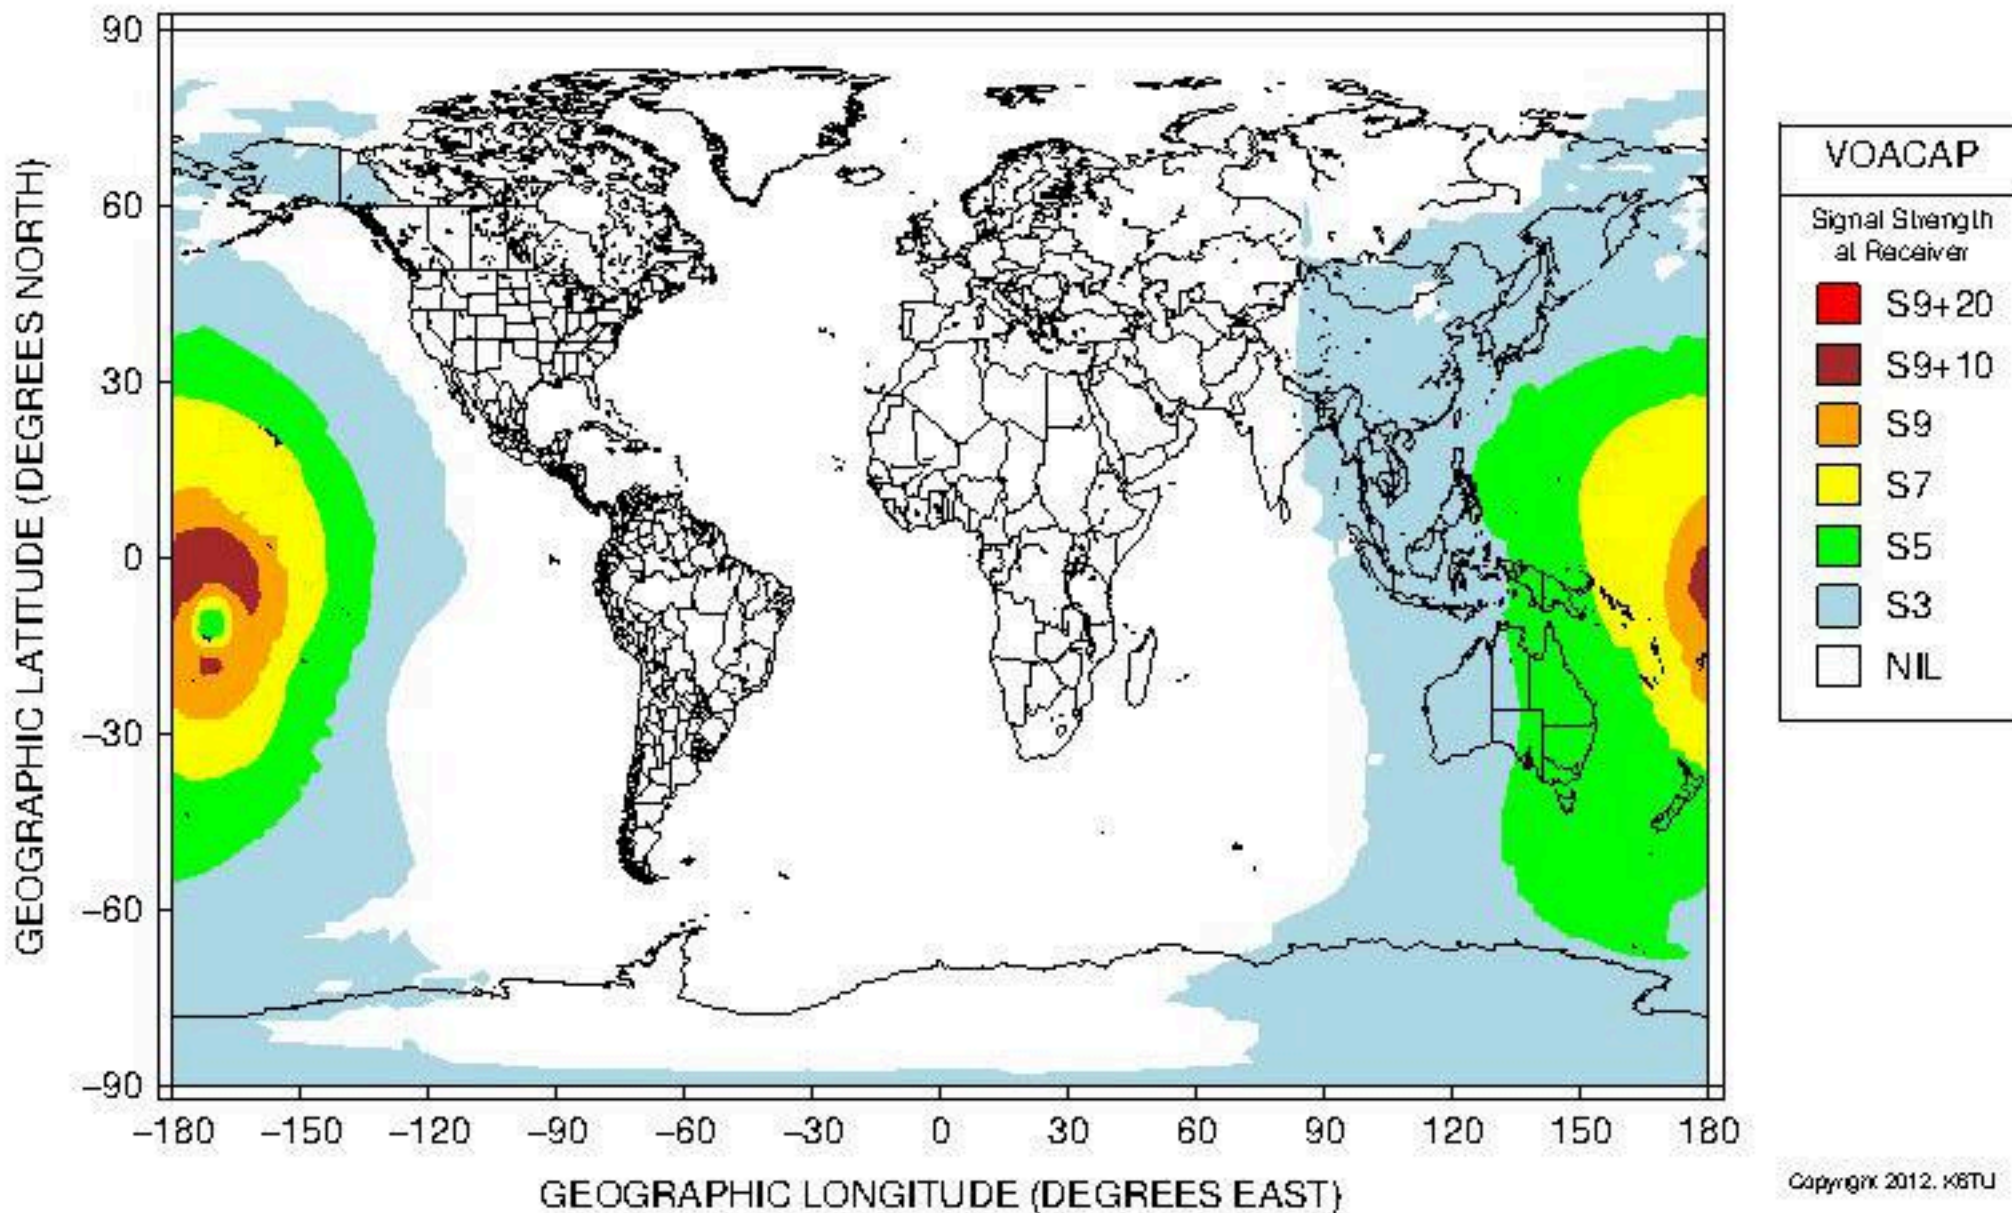 90
60
30
0
−30
−60
−90
GEOGRAPHIC LATITUDE (DEGREES NORTH)
−180 −150 −120 −90 −60 −30 0 30 60 90 120 150 180
GEOGRAPHIC LONGITUDE (DEGREES EAST)
VOACAP
Signal Strength
at Receiver
S9+20
S9+10
S9
S7
S5
S3
NIL
Copyright 2012, K6TU